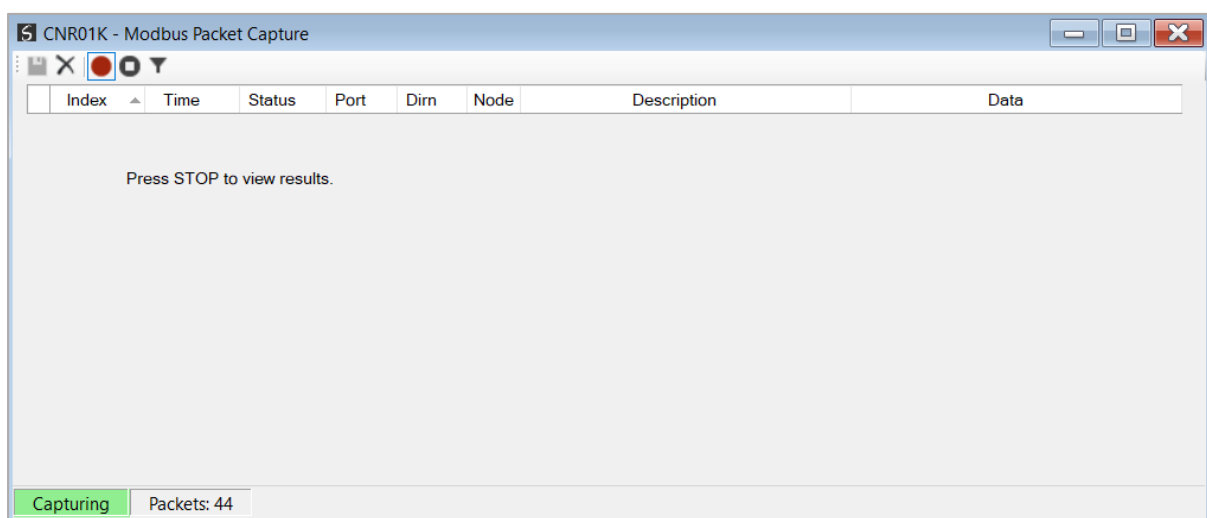 CNR01K - Modbus Packet Capture
Index Time Status Port Dirn Node Description Data
Press STOP to view results.
Capturing Packets: 44